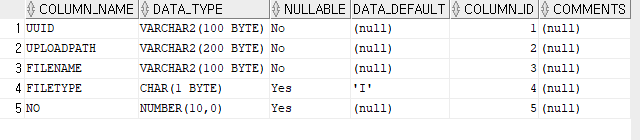 COLUMN_NAME DATA_TYPE NULLABLE DATA_DEFAULT COLUMN_ID COMMENTS
1 UUID VARCHAR2(100 BYTE) No (null) 1 (null)
2 UPLOADPATH VARCHAR2(200 BYTE) No (null) 2 (null)
3 FILENAME VARCHAR2(100 BYTE) No (null) 3 (null)
4 FILETYPE CHAR(1 BYTE) Yes 'I' 4 (null)
5 NO NUMBER(10,0) Yes (null) 5 (null)